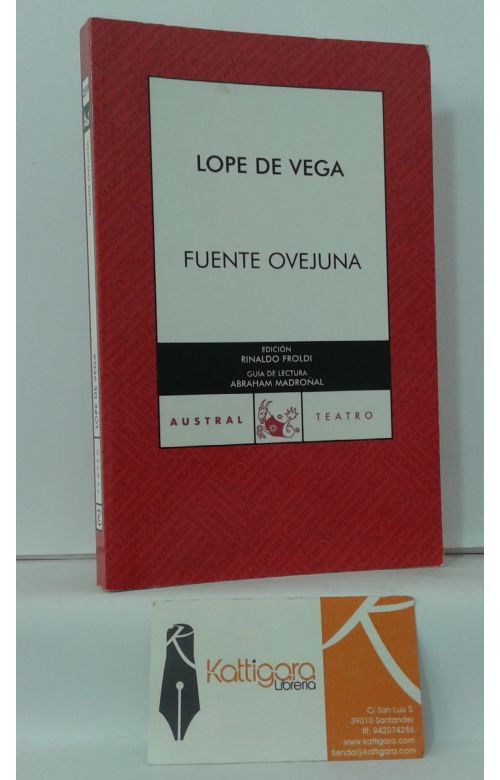 LOPE DE VEGA
FUENTE OVEJUNA
EDICIÓN
RINALDO FROLDI
GUÍA DE LECTURA
ABRAHAM MADROÑAL
AUSTRAL
TEATRO
FUENTE OVEJUNA
LOPE DE VEGA
Kattigara
Librería
C/ San Luis 5
39010 Santander
tlf: 942074286
www.kattigara.com
tienda@kattigara.com